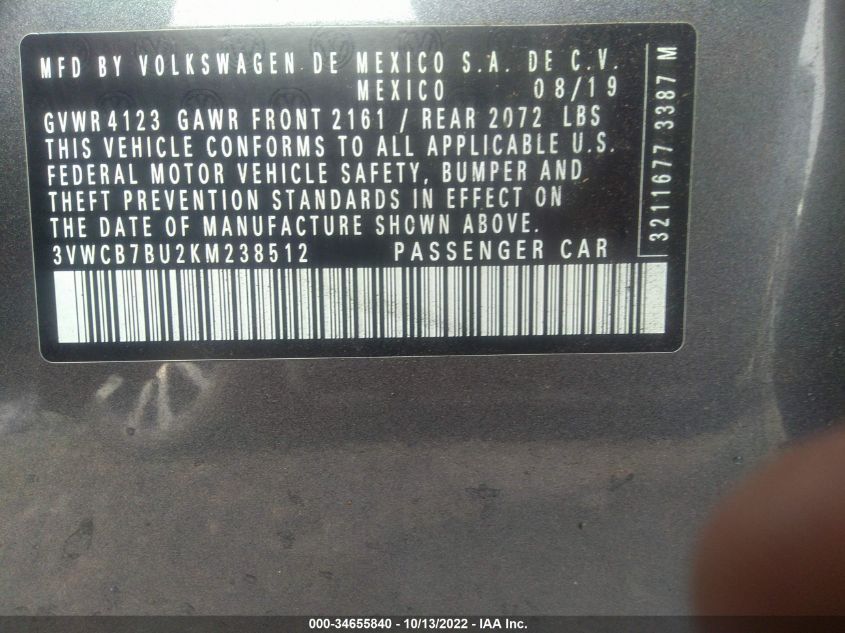 MFD BY VOLKSWAGEN DE MEXICO S.A. DE C.V.
MEXICO 08/19
GVWR 4123 GAWR FRONT 2161 / REAR 2072 LBS
THIS VEHICLE CONFORMS TO ALL APPLICABLE U.S.
FEDERAL MOTOR VEHICLE SAFETY, BUMPER AND
THEFT PREVENTION STANDARDS IN EFFECT ON
THE DATE OF MANUFACTURE SHOWN ABOVE.
3VWCB7BU2KM238512 PASSENGER CAR
3211677 3387 M
000-34655840 - 10/13/2022 - IAA Inc.